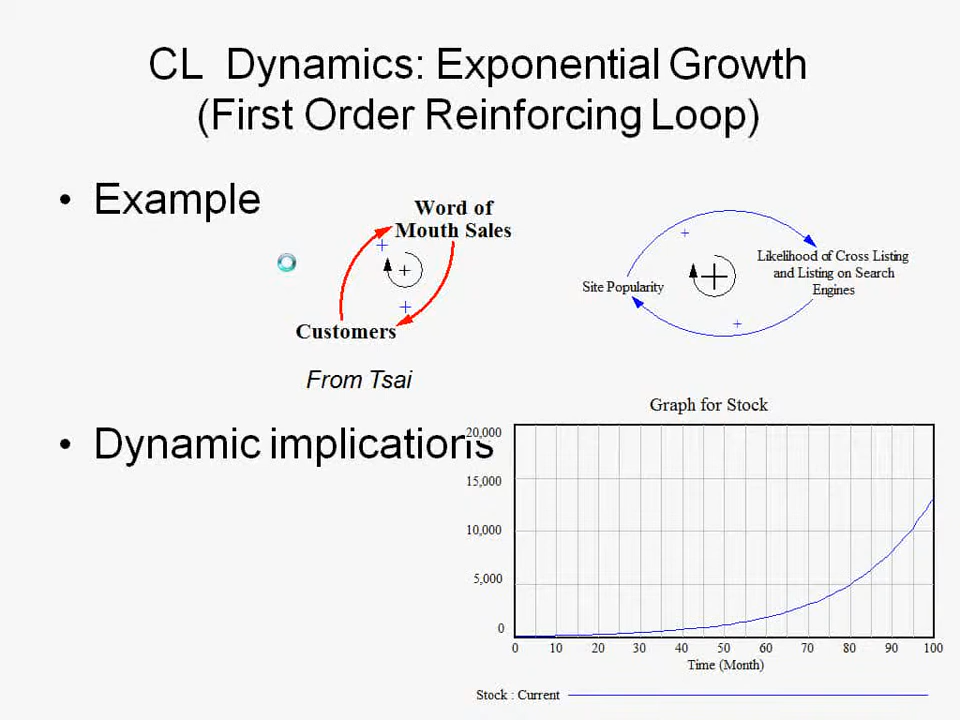 CL Dynamics: Exponential Growth
(First Order Reinforcing Loop)
• Example
Word of
Mouth Sales
+
+
+
Customers
From Tsai
Likelihood of Cross Listing
and Listing on Search
Engines
Site Popularity
+
+
+
• Dynamic implications
Graph for Stock
20,000
15,000
10,000
5,000
0
0 10 20 30 40 50 60 70 80 90 100
Time (Month)
Stock : Current